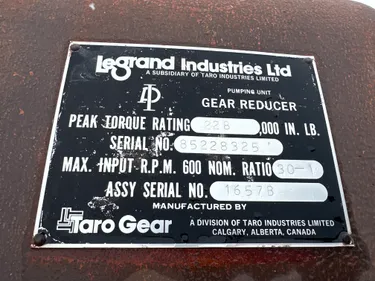 Legrand Industries Ltd
A SUBSIDIARY OF TARO INDUSTRIES LIMITED
PUMPING UNIT
GEAR REDUCER
PEAK TORQUE RATING 228 ,000 IN. LB.
SERIAL NO. 85228325
MAX. INPUT R.P.M. 600 NOM. RATIO 30-1
ASSY SERIAL NO. 16578
MANUFACTURED BY
Taro Gear
A DIVISION OF TARO INDUSTRIES LIMITED
CALGARY, ALBERTA, CANADA